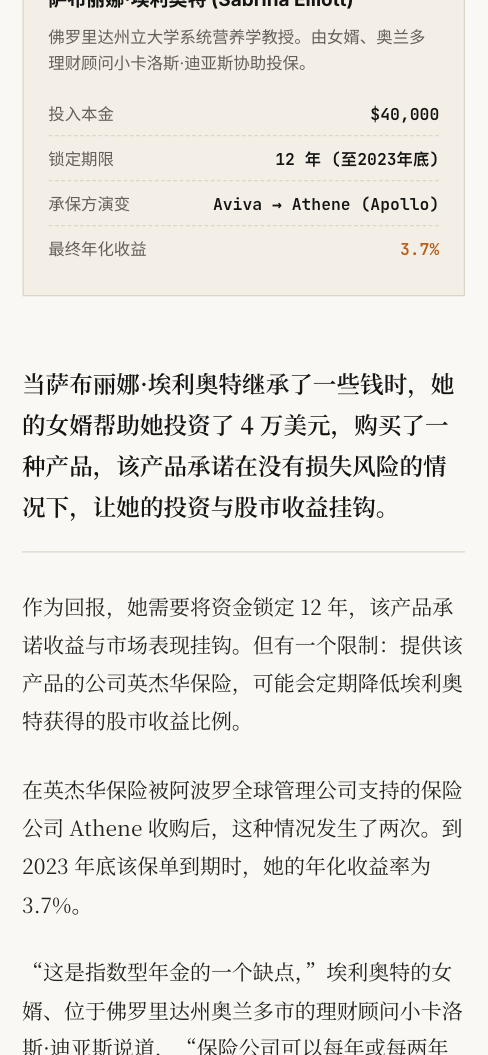 萨布丽娜·埃利奥特 (Sabrina Elliott)
佛罗里达州立大学系统营养学教授。由女婿、奥兰多
理财顾问小卡洛斯·迪亚斯协助投保。
投入本金 $40,000
锁定期限 12 年 (至2023年底)
承保方演变 Aviva → Athene (Apollo)
最终年化收益 3.7%
当萨布丽娜·埃利奥特继承了一些钱时，她
的女婿帮助她投资了 4 万美元，购买了一
种产品，该产品承诺在没有损失风险的情
况下，让她的投资与股市收益挂钩。
作为回报，她需要将资金锁定 12 年，该产品承
诺收益与市场表现挂钩。但有一个限制：提供该
产品的公司英杰华保险，可能会定期降低埃利奥
特获得的股市收益比例。
在英杰华保险被阿波罗全球管理公司支持的保险
公司 Athene 收购后，这种情况发生了两次。到
2023 年底该保单到期时，她的年化收益率为
3.7%。
“这是指数型年金的一个缺点，”埃利奥特的女
婿、位于佛罗里达州奥兰多市的理财顾问小卡洛
斯·迪亚斯说道，“保险公司可以每年或每两年